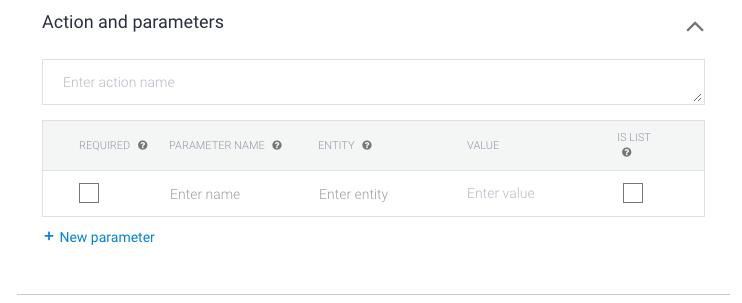 Action and parameters
Enter action name
REQUIRED ? PARAMETER NAME ? ENTITY ? VALUE IS LIST ?
Enter name Enter entity Enter value
+ New parameter